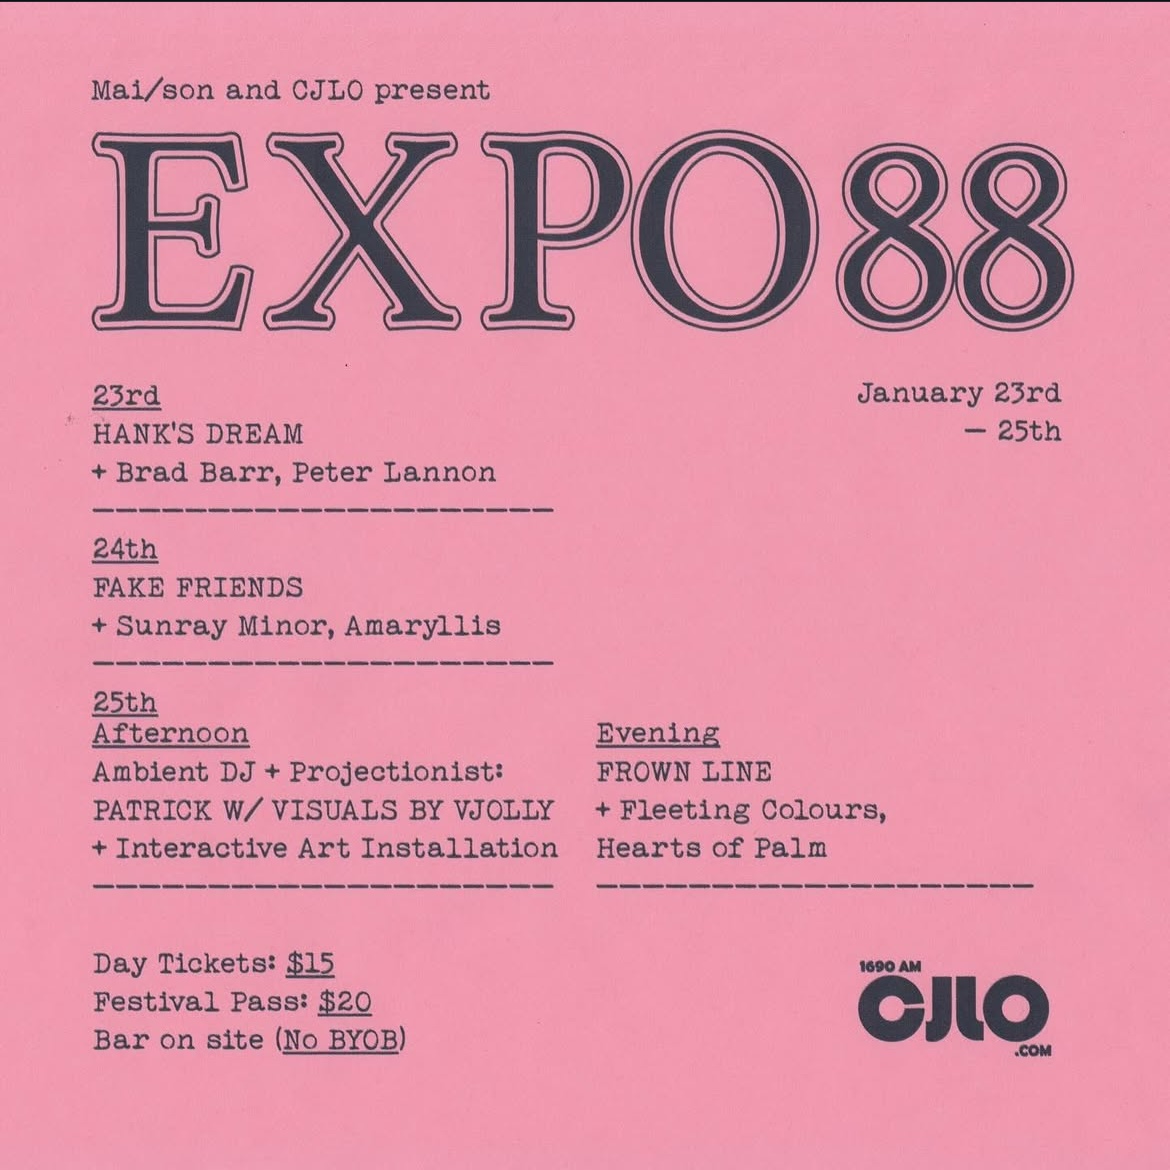 Mai/son and CJLO present
EXPO88
January 23rd
— 25th
23rd
HANK'S DREAM
+ Brad Barr, Peter Lannon
24th
FAKE FRIENDS
+ Sunray Minor, Amaryllis
25th
Afternoon
Ambient DJ + Projectionist:
PATRICK W/ VISUALS BY VJOLLY
+ Interactive Art Installation
Evening
FROWN LINE
+ Fleeting Colours,
Hearts of Palm
Day Tickets: $15
Festival Pass: $20
Bar on site (No BYOB)
1690 AM
CJLO
.COM